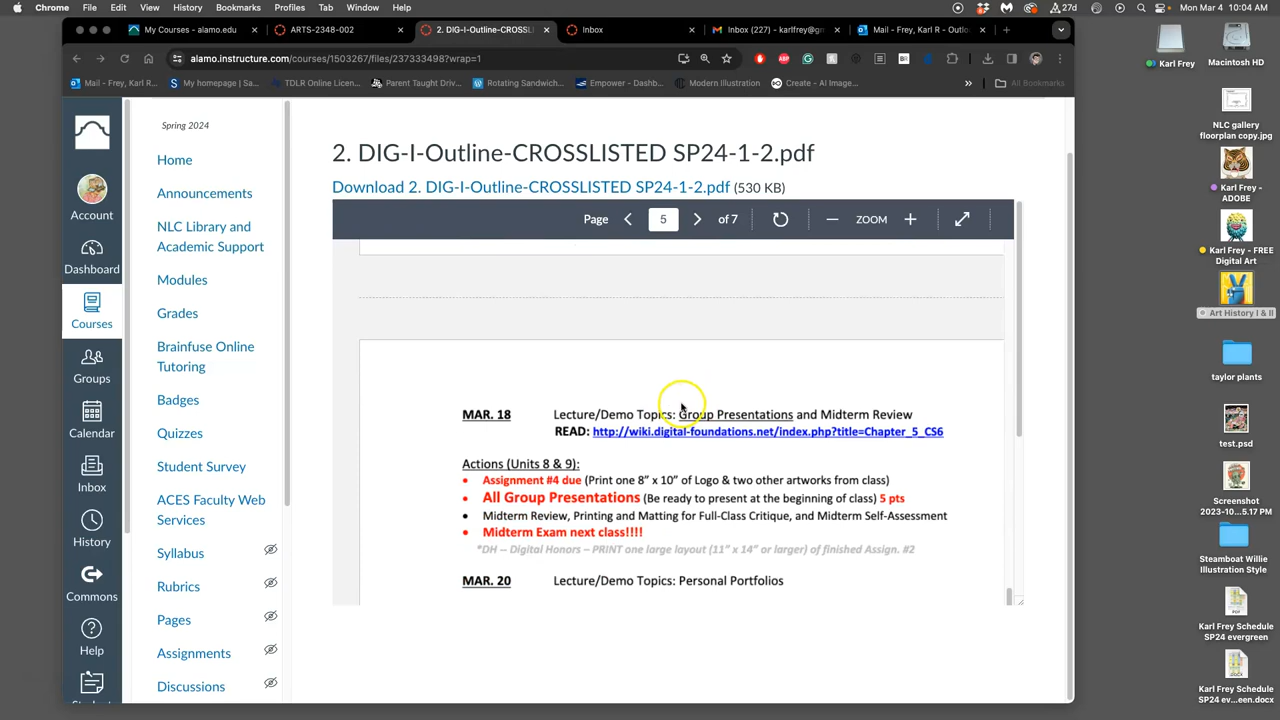 Chrome File Edit View History Bookmarks Profiles Tab Window Help
27d Mon Mar 4 10:04 AM
My Courses - alamo.edu
ARTS-2348-002
2. DIG-I-Outline-CROSSL
Inbox
Inbox (227) - karlfrey@gm
Mail - Frey, Karl R - Outlo
alamo.instructure.com/courses/1503267/files/237333498?wrap=1
Mail - Frey, Karl R...
My homepage | Sa...
TDLR Online Licen...
Parent Taught Driv...
Rotating Sandwich...
Empower - Dashb...
Modern Illustration
Create - AI Image...
All Bookmarks
Account
Dashboard
Courses
Groups
Calendar
Inbox
History
Commons
Help
Spring 2024
Home
Announcements
NLC Library and
Academic Support
Modules
Grades
Brainfuse Online
Tutoring
Badges
Quizzes
Student Survey
ACES Faculty Web
Services
Syllabus
Rubrics
Pages
Assignments
Discussions
2. DIG-I-Outline-CROSSLISTED SP24-1-2.pdf
Download 2. DIG-I-Outline-CROSSLISTED SP24-1-2.pdf (530 KB)
Page 5 of 7 ZOOM
MAR. 18 Lecture/Demo Topics: Group Presentations and Midterm Review
READ: http://wiki.digital-foundations.net/index.php?title=Chapter_5_CS6
Actions (Units 8 & 9):
• Assignment #4 due (Print one 8” x 10” of Logo & two other artworks from class)
• All Group Presentations (Be ready to present at the beginning of class) 5 pts
• Midterm Review, Printing and Matting for Full-Class Critique, and Midterm Self-Assessment
• Midterm Exam next class!!!!
*DH -- Digital Honors – PRINT one large layout (11” x 14” or larger) of finished Assign. #2
MAR. 20 Lecture/Demo Topics: Personal Portfolios
Karl Frey
Macintosh HD
NLC gallery
floorplan copy.jpg
Karl Frey -
ADOBE
Karl Frey - FREE
Digital Art
Art History I & II
taylor plants
test.psd
Screenshot
2023-10...5.17 PM
Steamboat Willie
Illustration Style
Karl Frey Schedule
SP24 evergreen
Karl Frey Schedule
SP24 ev...een.docx